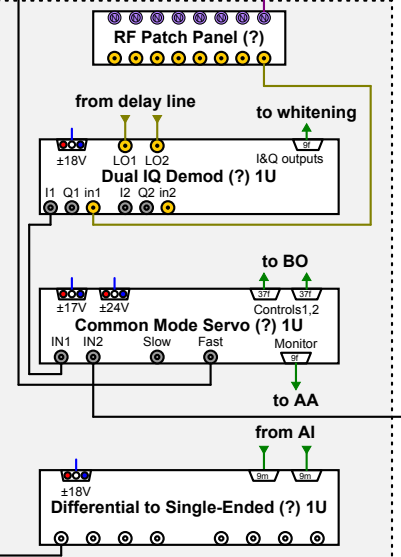 RF Patch Panel (?)
from delay line
to whitening
±18V
LO1
LO2
9f
I&Q outputs
Dual IQ Demod (?) 1U
I1 Q1 in1 I2 Q2 in2
to BO
37f
37f
±17V
±24V
Controls1,2
Common Mode Servo (?) 1U
IN1 IN2 Slow Fast Monitor
9f
to AA
from AI
9m
9m
±18V
Differential to Single-Ended (?) 1U